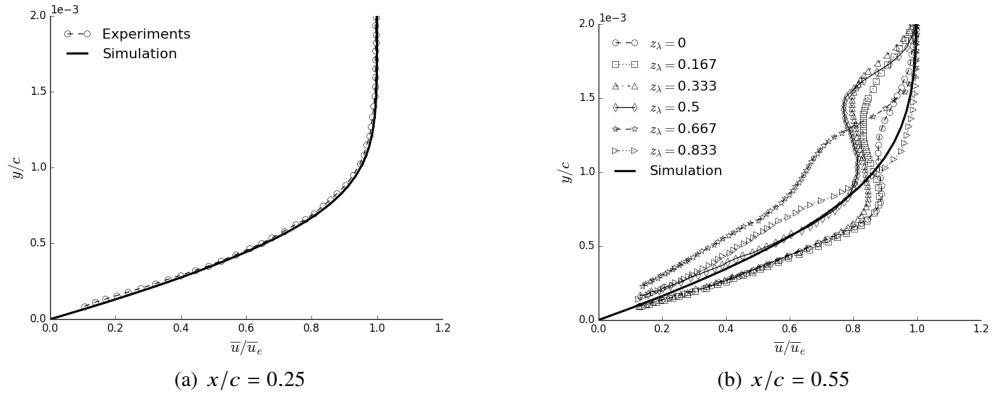 1e−3
2.0
1.5
1.0
0.5
0.0
y/c
Experiments
Simulation
0.0 0.2 0.4 0.6 0.8 1.0 1.2
u̅/u̅ₑ
(a) x/c = 0.25
1e−3
2.0
1.5
1.0
0.5
0.0
y/c
z_λ = 0
z_λ = 0.167
z_λ = 0.333
z_λ = 0.5
z_λ = 0.667
z_λ = 0.833
Simulation
0.0 0.2 0.4 0.6 0.8 1.0 1.2
u̅/u̅ₑ
(b) x/c = 0.55